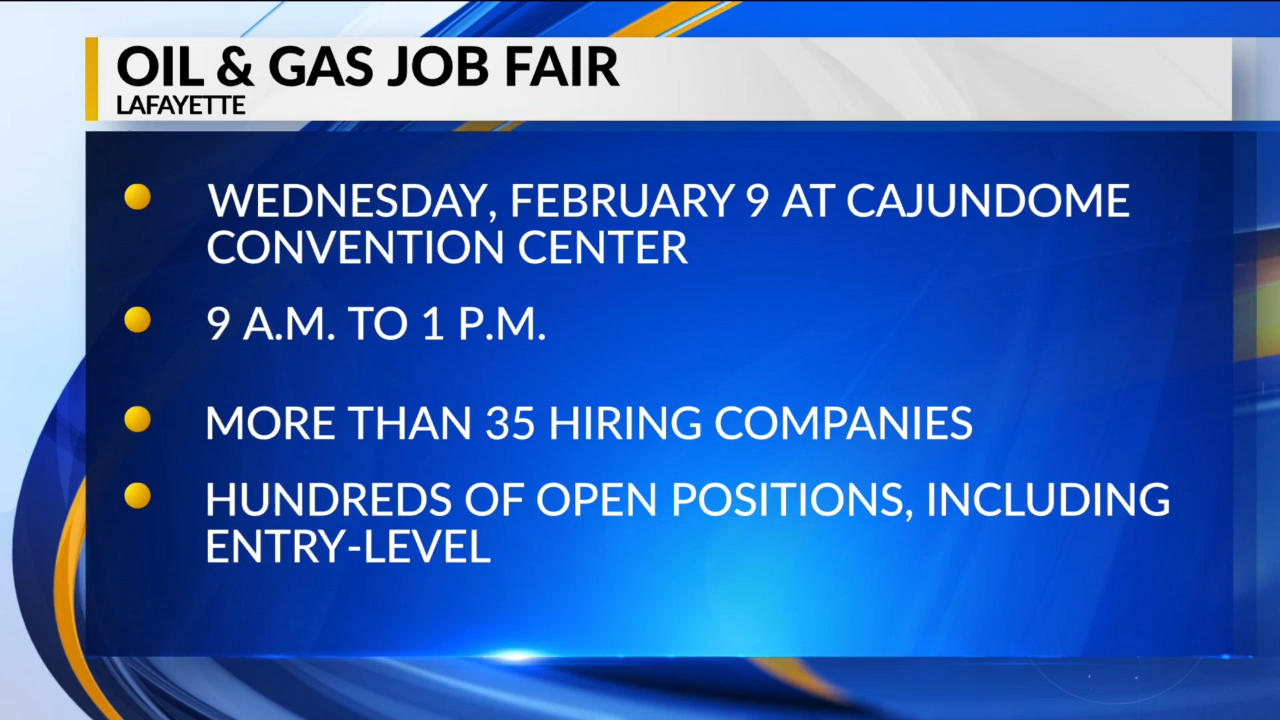 OIL & GAS JOB FAIR
LAFAYETTE
WEDNESDAY, FEBRUARY 9 AT CAJUNDOME
CONVENTION CENTER
9 A.M. TO 1 P.M.
MORE THAN 35 HIRING COMPANIES
HUNDREDS OF OPEN POSITIONS, INCLUDING
ENTRY-LEVEL